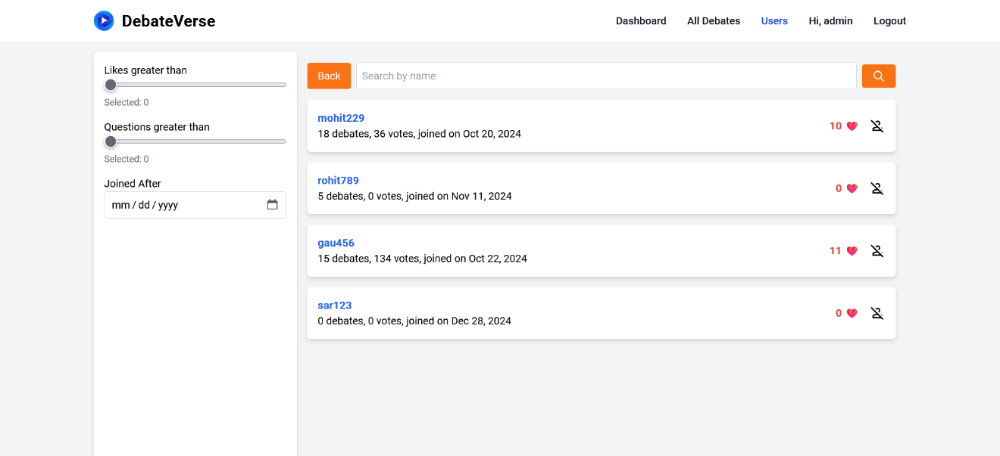 DebateVerse
Dashboard All Debates Users Hi, admin Logout
Likes greater than
Selected: 0
Questions greater than
Selected: 0
Joined After
mm / dd / yyyy
Back Search by name
mohit229
18 debates, 36 votes, joined on Oct 20, 2024
10
rohit789
5 debates, 0 votes, joined on Nov 11, 2024
0
gau456
15 debates, 134 votes, joined on Oct 22, 2024
11
sar123
0 debates, 0 votes, joined on Dec 28, 2024
0